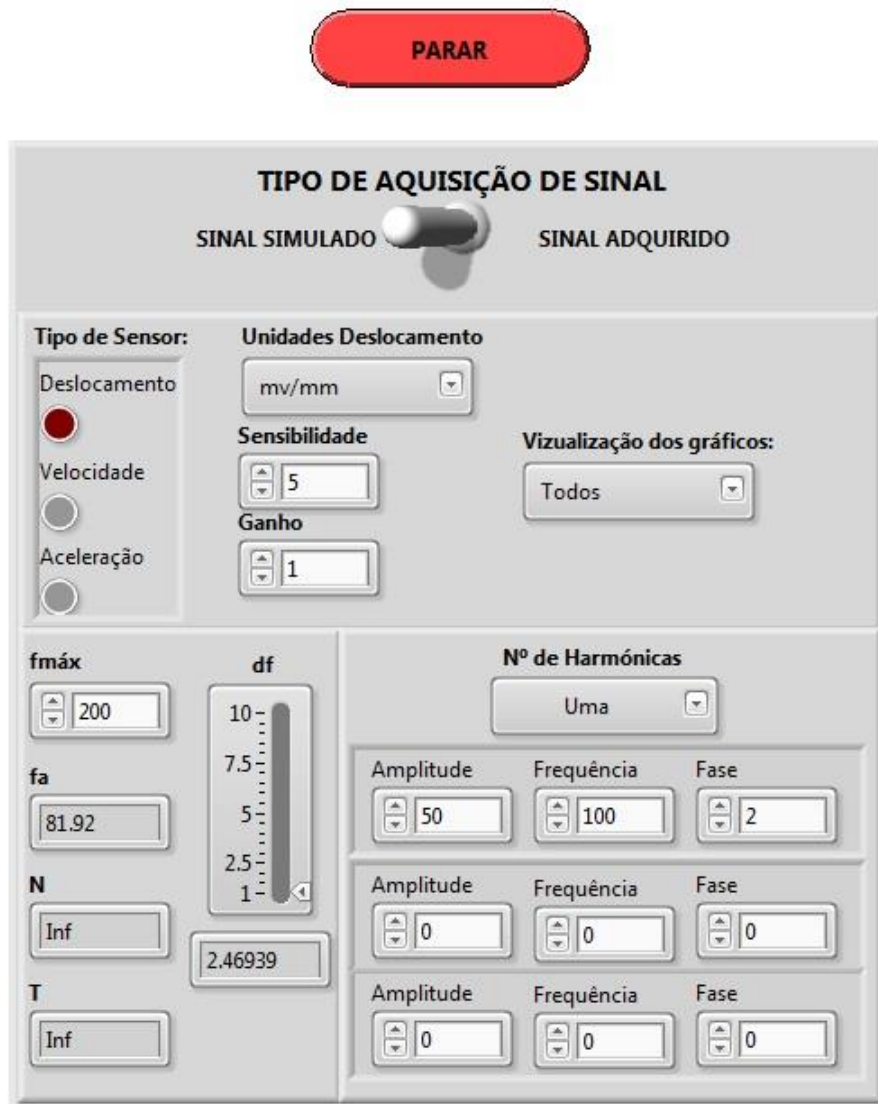 PARAR
TIPO DE AQUISIÇÃO DE SINAL
SINAL SIMULADO SINAL ADQUIRIDO
Tipo de Sensor:
Deslocamento
Velocidade
Aceleração
Unidades Deslocamento
mv/mm
Sensibilidade
5
Ganho
1
Vizualização dos gráficos:
Todos
fmáx
200
fa
81.92
N
Inf
T
Inf
df
10
7.5
5
2.5
1
2.46939
Nº de Harmónicas
Uma
Amplitude Frequência Fase
50 100 2
Amplitude Frequência Fase
0 0 0
Amplitude Frequência Fase
0 0 0